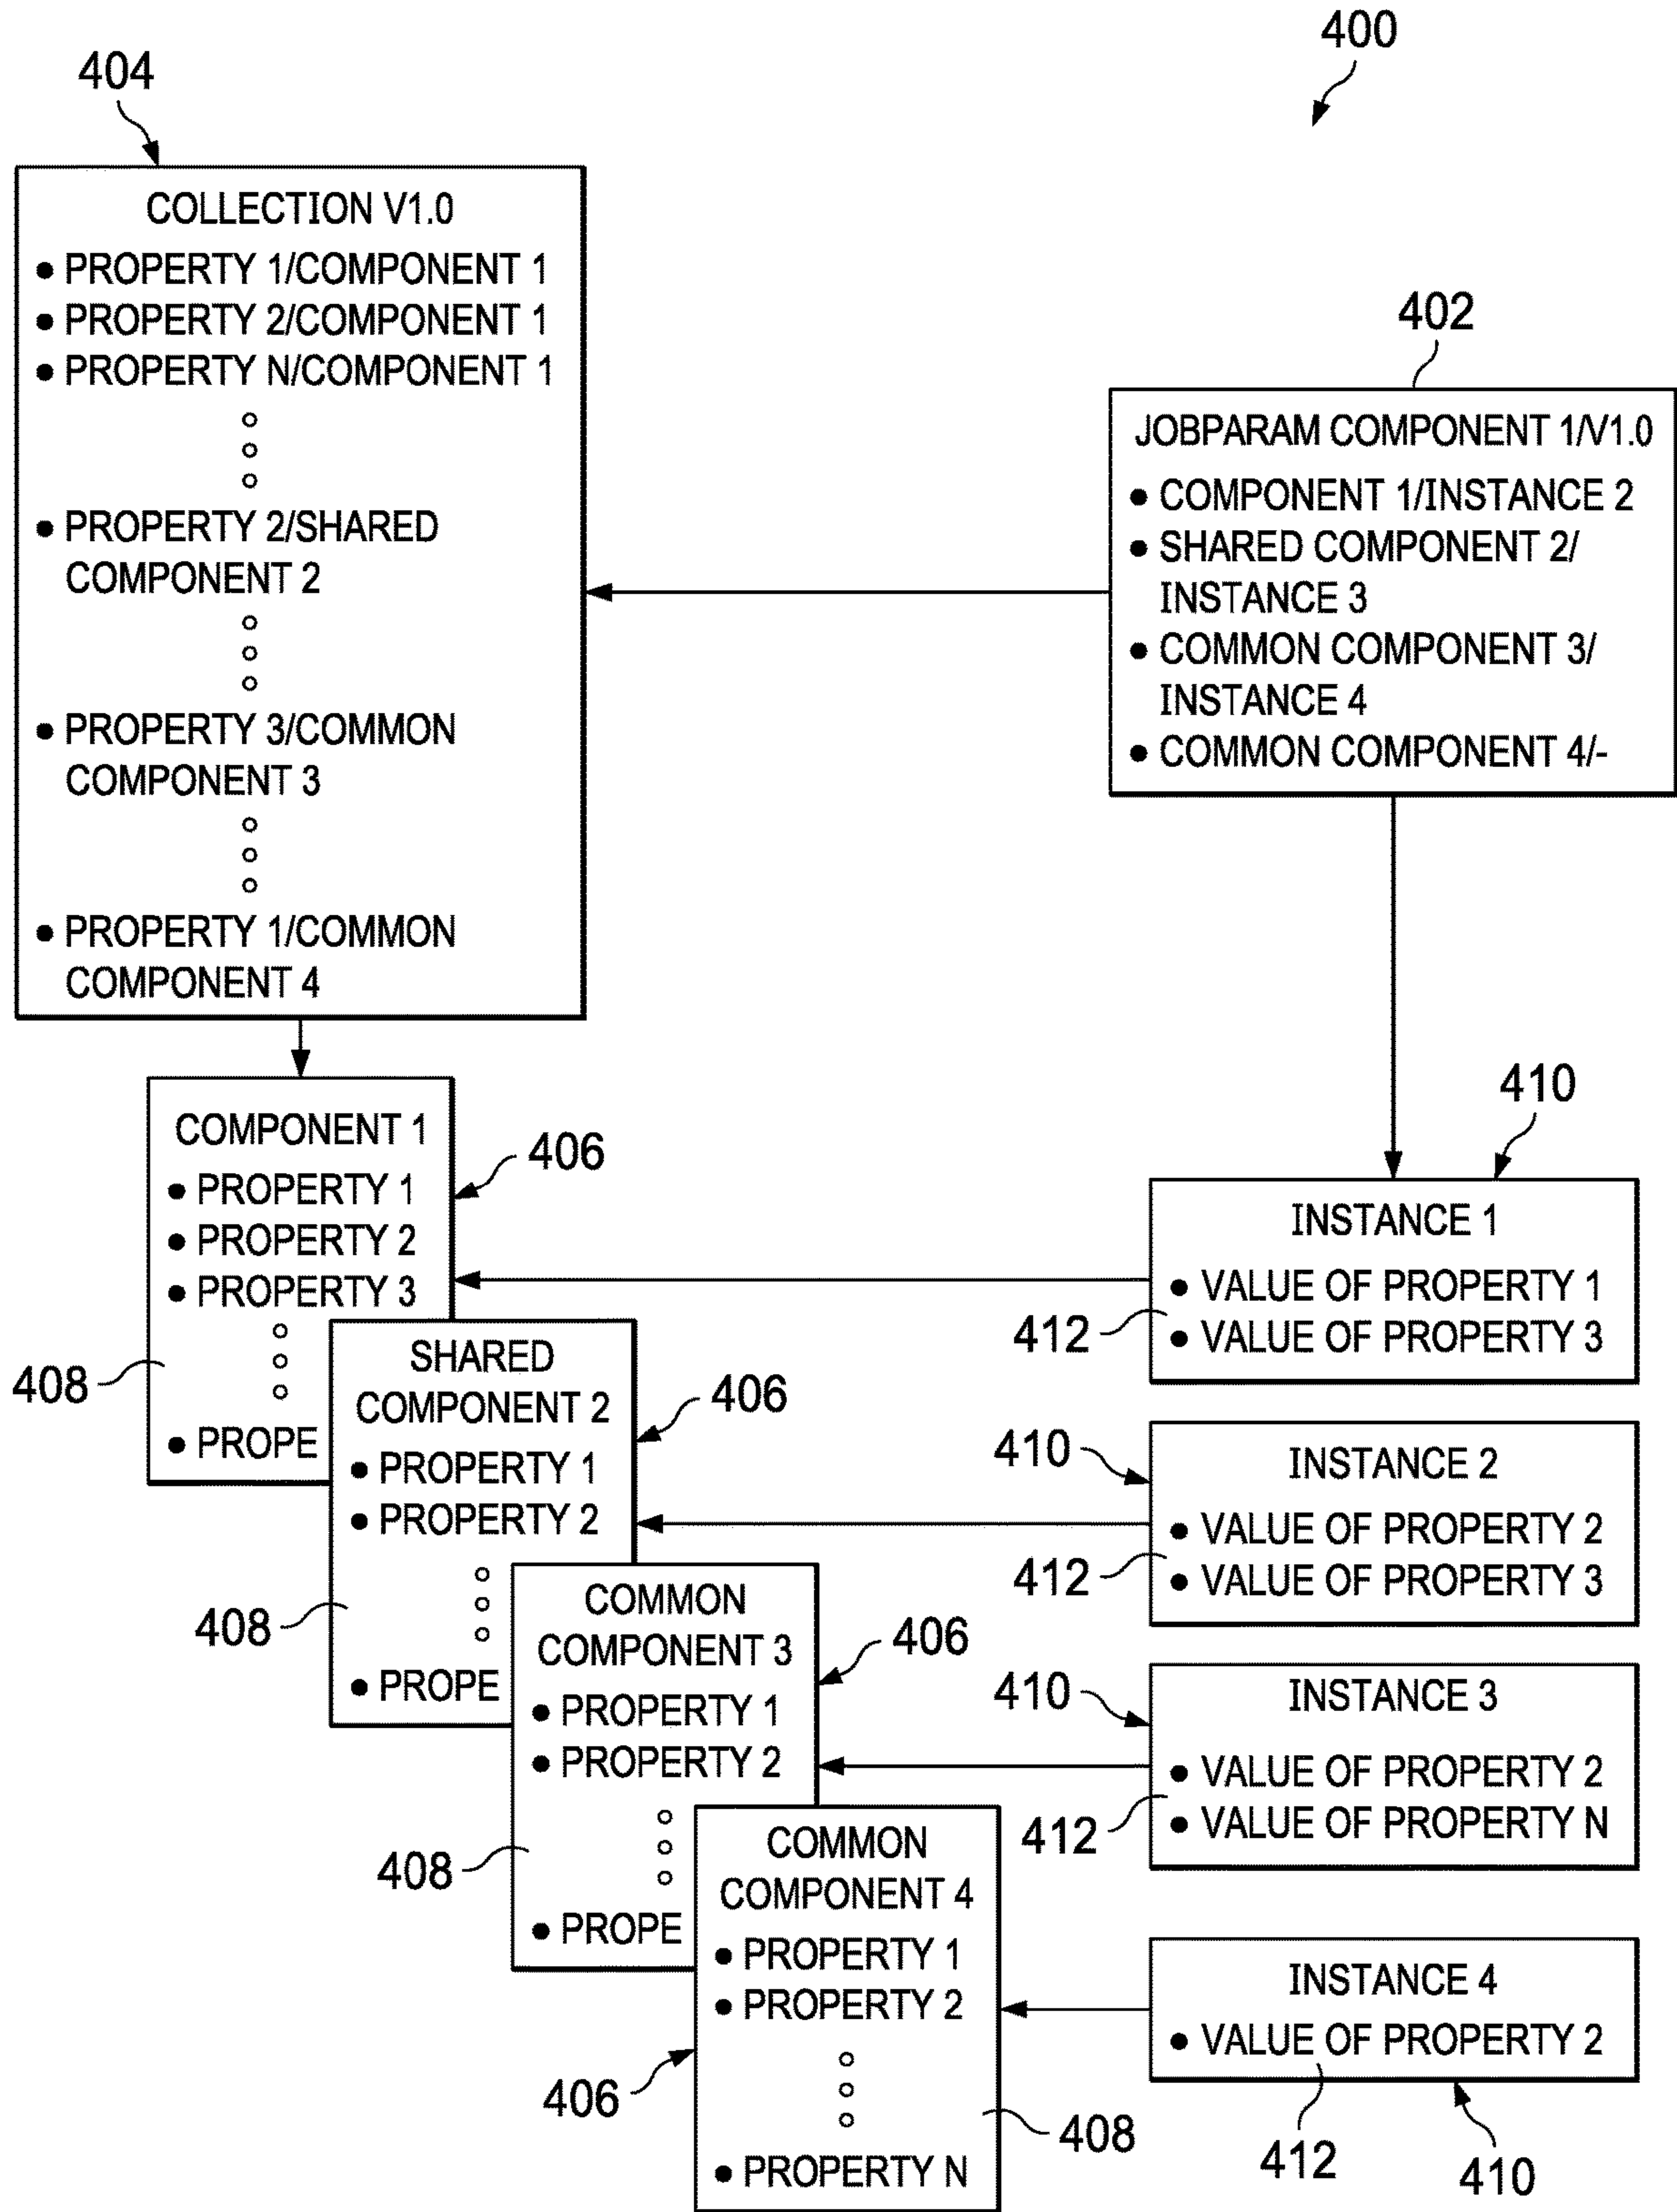 400
404
COLLECTION V1.0
• PROPERTY 1/COMPONENT 1
• PROPERTY 2/COMPONENT 1
• PROPERTY N/COMPONENT 1
• PROPERTY 2/SHARED
COMPONENT 2
• PROPERTY 3/COMMON
COMPONENT 3
• PROPERTY 1/COMMON
COMPONENT 4
402
JOBPARAM COMPONENT 1/V1.0
• COMPONENT 1/INSTANCE 2
• SHARED COMPONENT 2/
INSTANCE 3
• COMMON COMPONENT 3/
INSTANCE 4
• COMMON COMPONENT 4/-
COMPONENT 1
• PROPERTY 1
• PROPERTY 2
• PROPERTY 3
• PROPE
406
408
SHARED
COMPONENT 2
• PROPERTY 1
• PROPERTY 2
• PROPE
406
408
COMMON
COMPONENT 3
• PROPERTY 1
• PROPERTY 2
• PROPE
406
408
COMMON
COMPONENT 4
• PROPERTY 1
• PROPERTY 2
• PROPERTY N
406
408
410
INSTANCE 1
• VALUE OF PROPERTY 1
• VALUE OF PROPERTY 3
412
410
INSTANCE 2
• VALUE OF PROPERTY 2
• VALUE OF PROPERTY 3
412
410
INSTANCE 3
• VALUE OF PROPERTY 2
• VALUE OF PROPERTY N
412
INSTANCE 4
• VALUE OF PROPERTY 2
412
410